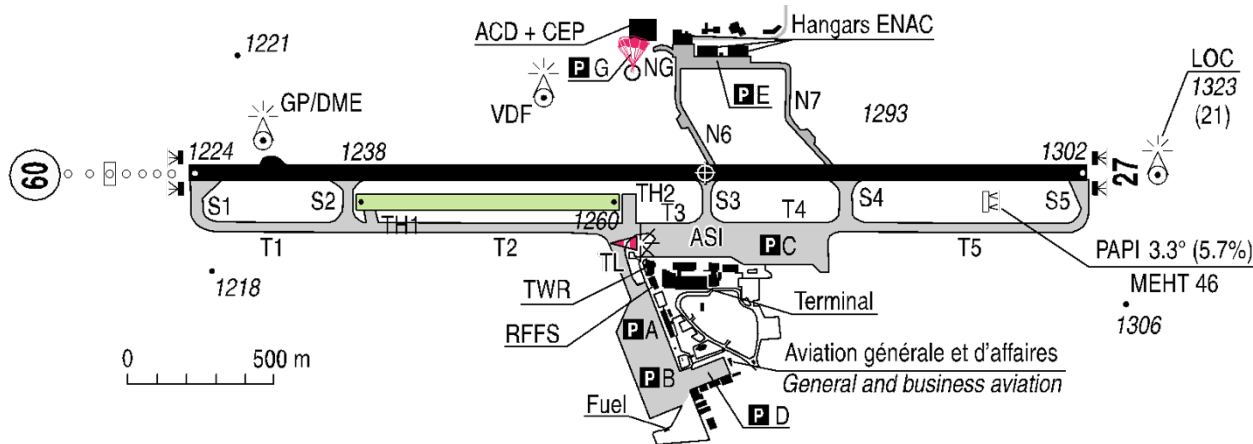 1221
ACD + CEP
Hangars ENAC
LOC
1323
(21)
P G
NG
P E
GP/DME
VDF
N7
N6
1293
1224
1238
1302
09
27
S1
S2
TH1
TH2
1260
T3
S3
T4
S4
S5
T1
T2
ASI
P C
T5
TL
PAPI 3.3° (5.7%)
MEHT 46
1218
TWR
Terminal
1306
RFFS
P A
0 500 m
Aviation générale et d'affaires
General and business aviation
P B
Fuel
P D